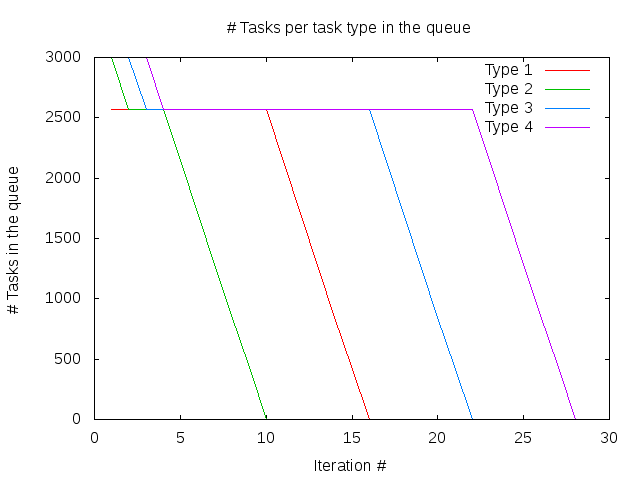 # Tasks per task type in the queue
3000
2500
2000
1500
1000
500
0
# Tasks in the queue
Type 1
Type 2
Type 3
Type 4
0 5 10 15 20 25 30
Iteration #